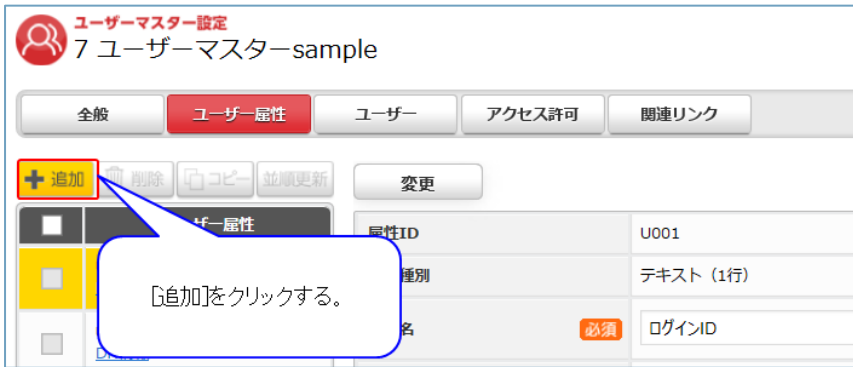 ユーザーマスター設定
7 ユーザーマスターsample
全般 ユーザー属性 ユーザー アクセス許可 関連リンク
追加 削除 コピー 並順更新 変更
ザー属性
属性ID U001
種別 テキスト（1行）
名 必須 ログインID
[追加]をクリックする。